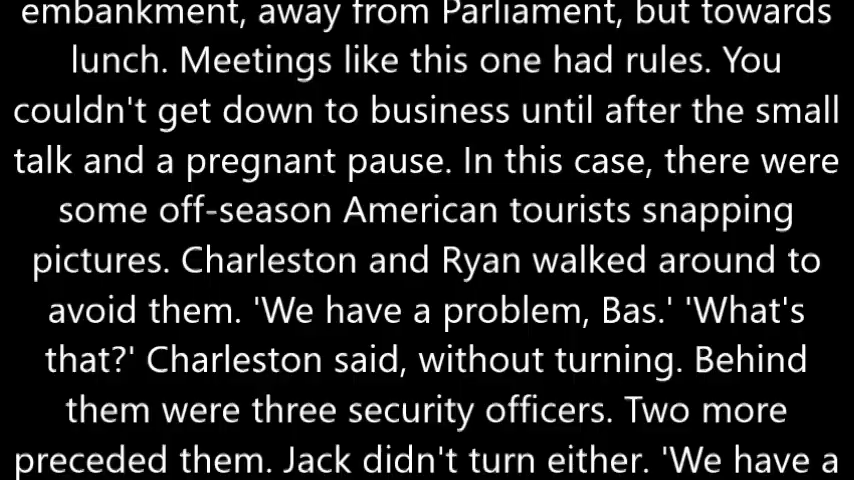 embankment, away from Parliament, but towards
lunch. Meetings like this one had rules. You
couldn't get down to business until after the small
talk and a pregnant pause. In this case, there were
some off-season American tourists snapping
pictures. Charleston and Ryan walked around to
avoid them. 'We have a problem, Bas.' 'What's
that?' Charleston said, without turning. Behind
them were three security officers. Two more
preceded them. Jack didn't turn either. 'We have a